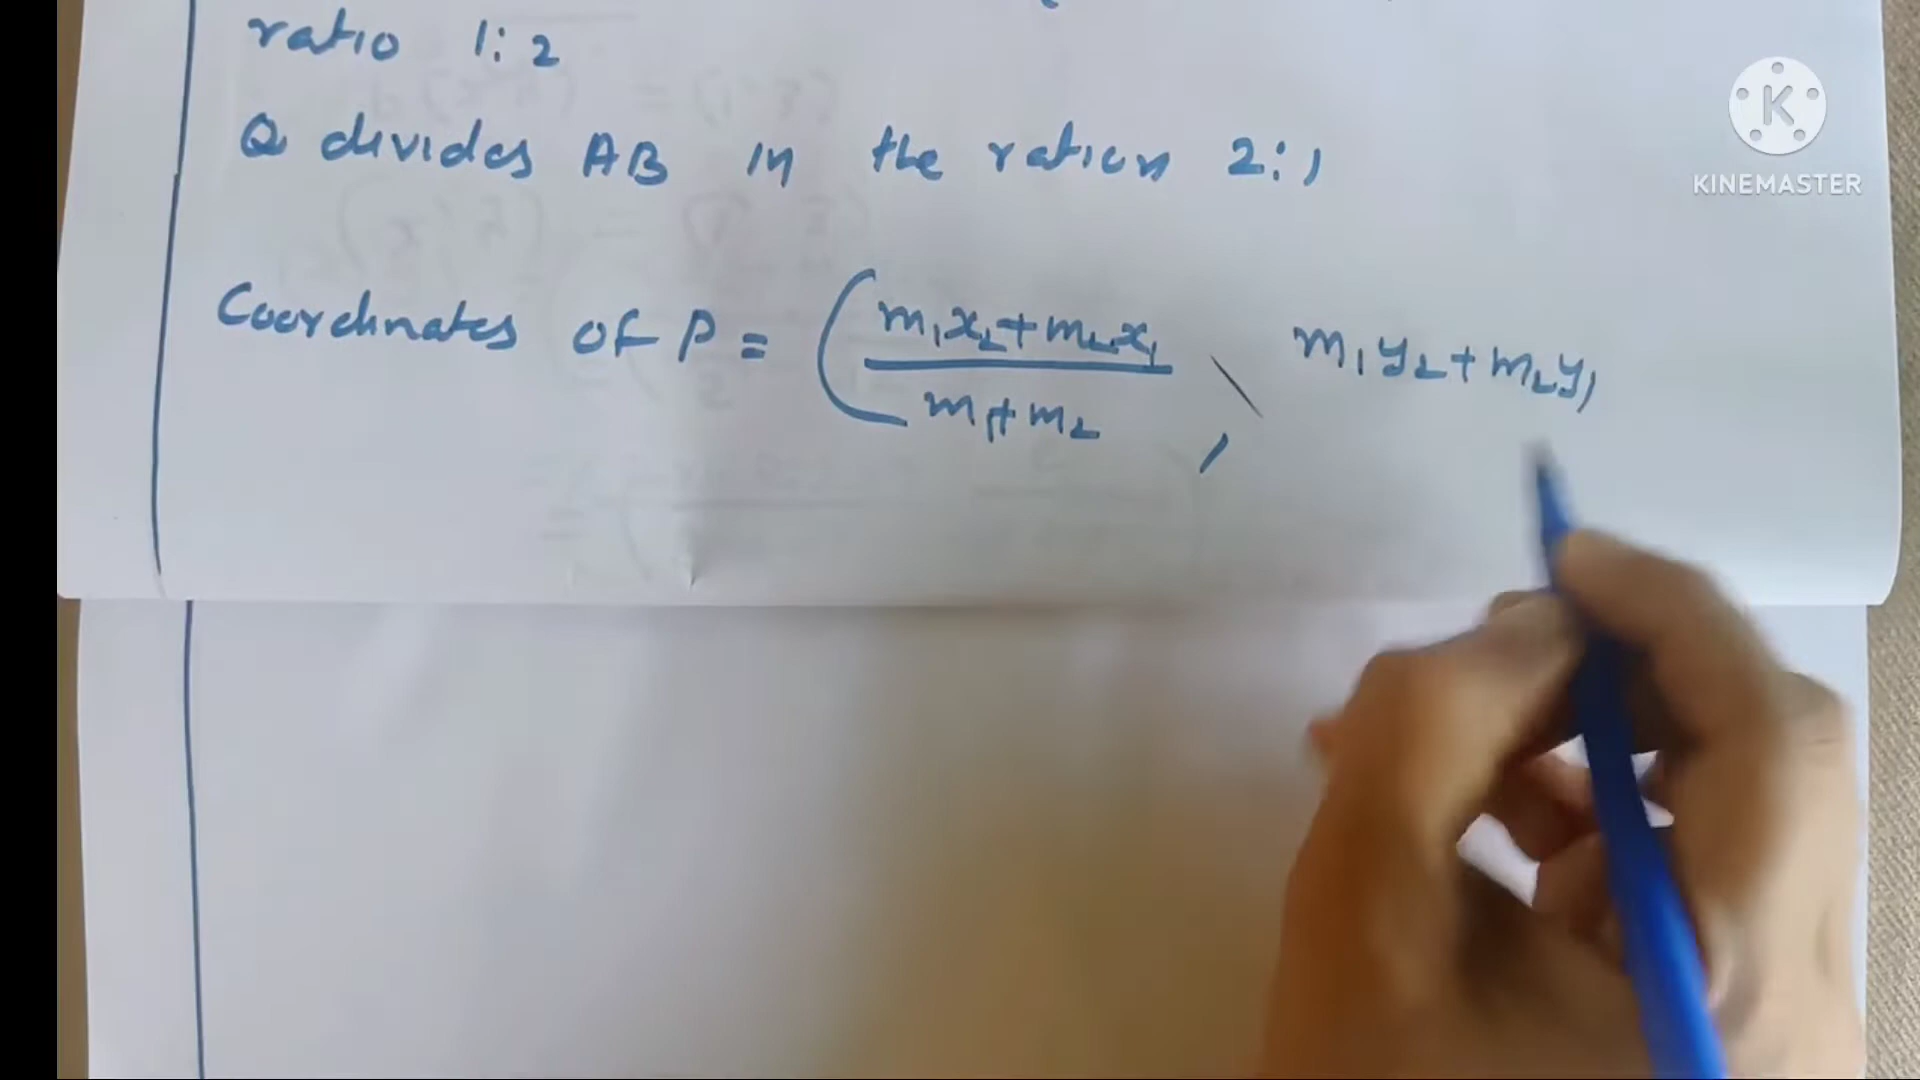 ratio 1:2
Q divides AB in the ration 2:1
Coordinates of P = (m₁x₂+m₂x₁ / m₁+m₂ , m₁y₂+m₂y₁
K
KINEMASTER